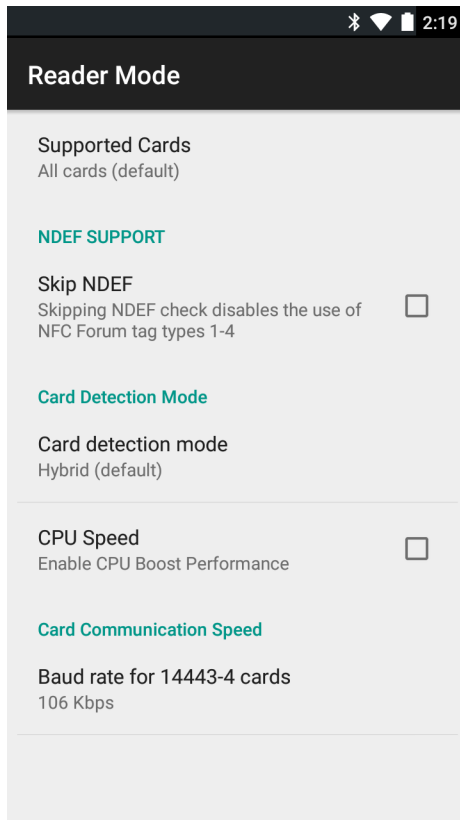 2:19
Reader Mode
Supported Cards
All cards (default)
NDEF SUPPORT
Skip NDEF
Skipping NDEF check disables the use of
NFC Forum tag types 1-4
Card Detection Mode
Card detection mode
Hybrid (default)
CPU Speed
Enable CPU Boost Performance
Card Communication Speed
Baud rate for 14443-4 cards
106 Kbps